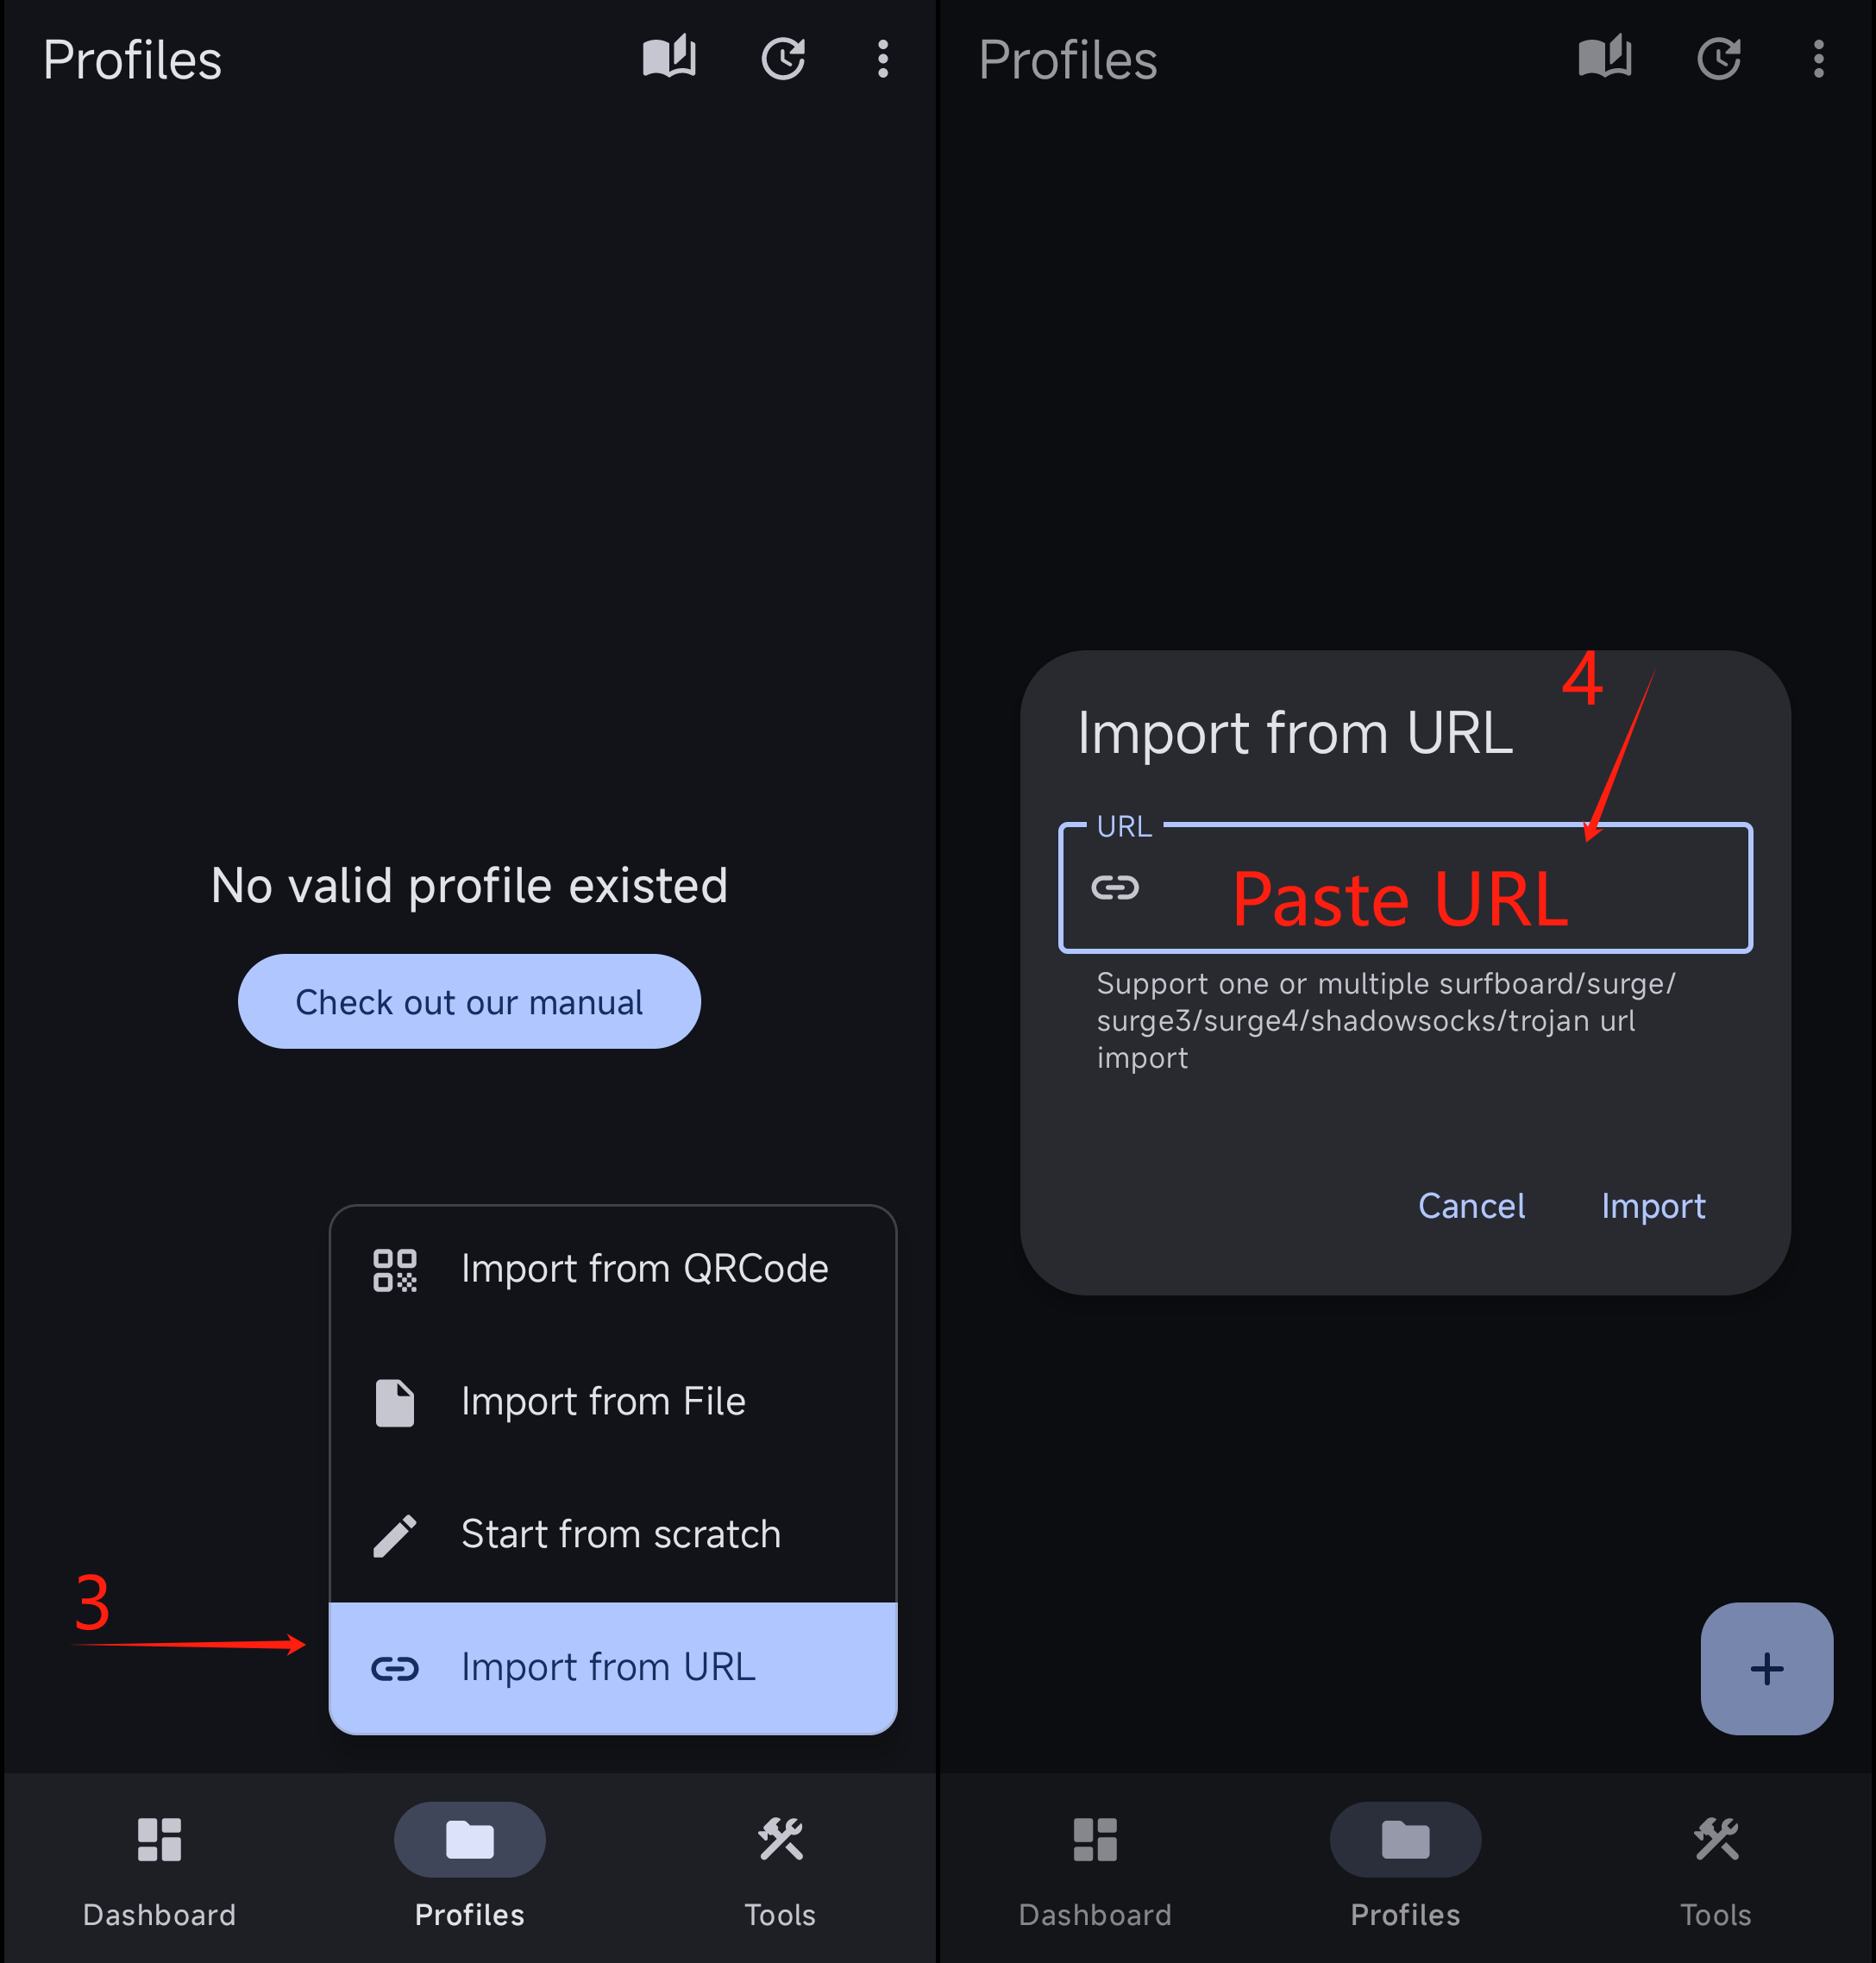 Profiles
No valid profile existed
Check out our manual
Import from QRCode
Import from File
Start from scratch
3
Import from URL
Dashboard
Profiles
Tools
Profiles
4
Import from URL
URL
Paste URL
Support one or multiple surfboard/surge/
surge3/surge4/shadowsocks/trojan url
import
Cancel
Import
Dashboard
Profiles
Tools